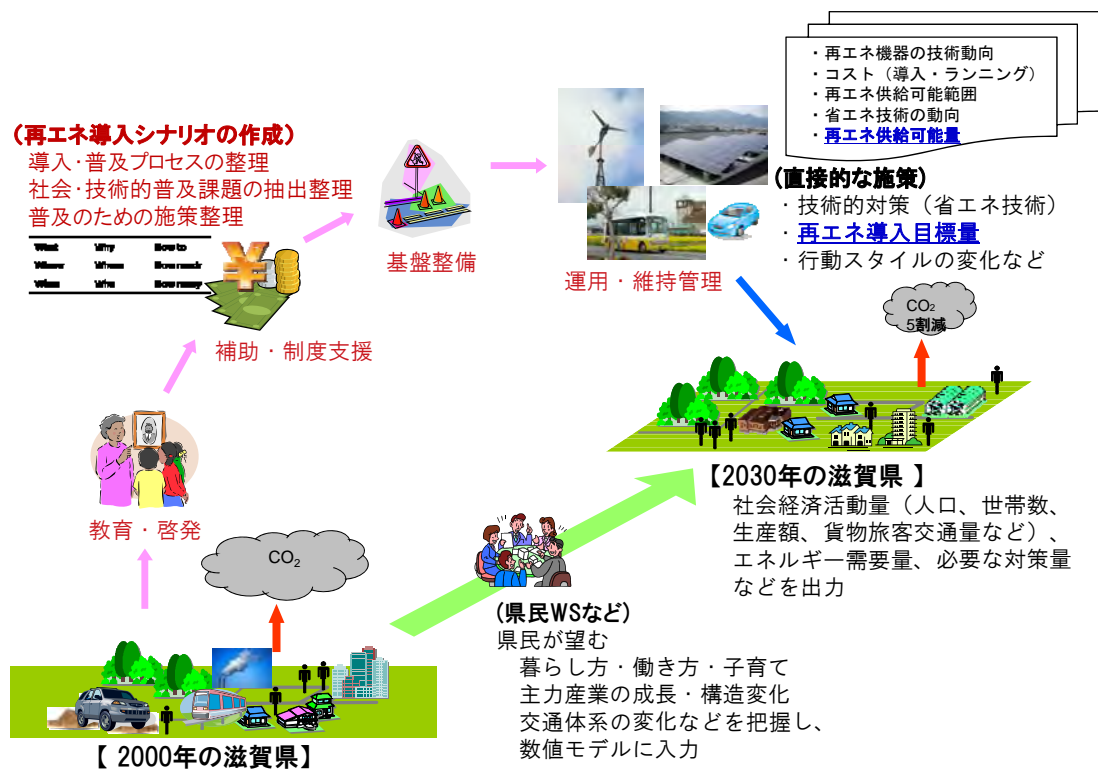 ・再エネ機器の技術動向
・コスト（導入・ランニング）
・再エネ供給可能範囲
・省エネ技術の動向
・再エネ供給可能量
(再エネ導入シナリオの作成)
導入・普及プロセスの整理
社会・技術的普及課題の抽出整理
普及のための施策整理
What Why How to
Where Whom How much
When Who How many
補助・制度支援
基盤整備
運用・維持管理
(直接的な施策)
・技術的対策（省エネ技術）
・再エネ導入目標量
・行動スタイルの変化など
CO2
5割減
教育・啓発
CO2
【2030年の滋賀県 】
社会経済活動量（人口、世帯数、
生産額、貨物旅客交通量など）、
エネルギー需要量、必要な対策量
などを出力
(県民WSなど)
県民が望む
暮らし方・働き方・子育て
主力産業の成長・構造変化
交通体系の変化などを把握し、
数値モデルに入力
【 2000年の滋賀県】